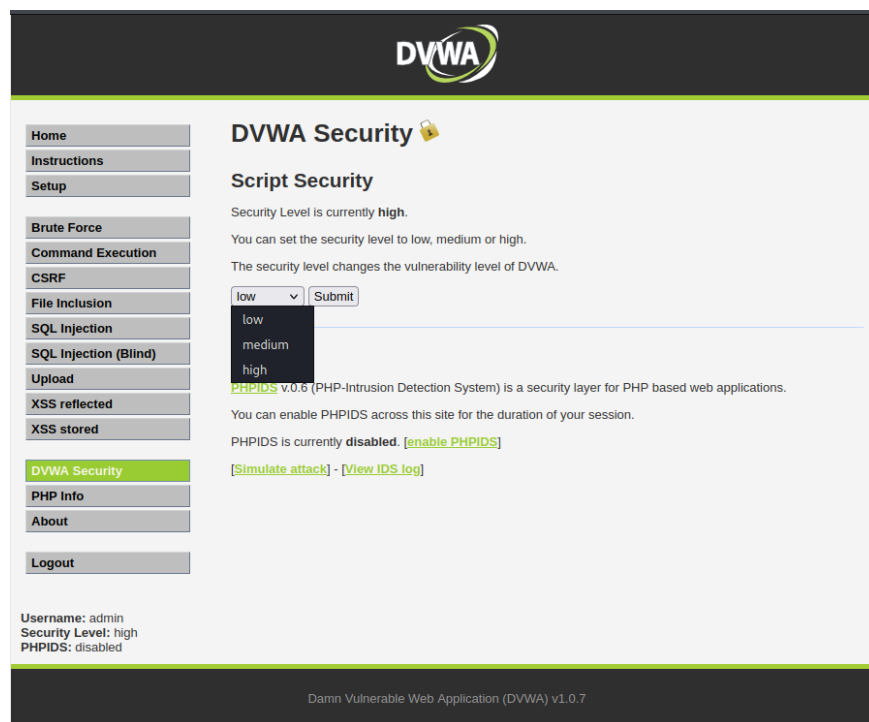 DVWA
Home
Instructions
Setup
Brute Force
Command Execution
CSRF
File Inclusion
SQL Injection
SQL Injection (Blind)
Upload
XSS reflected
XSS stored
DVWA Security
PHP Info
About
Logout
Username: admin
Security Level: high
PHPIDS: disabled
DVWA Security
Script Security
Security Level is currently high.
You can set the security level to low, medium or high.
The security level changes the vulnerability level of DVWA.
low Submit
low
medium
high
PHPIDS v.0.6 (PHP-Intrusion Detection System) is a security layer for PHP based web applications.
You can enable PHPIDS across this site for the duration of your session.
PHPIDS is currently disabled. [enable PHPIDS]
[Simulate attack] - [View IDS log]
Damn Vulnerable Web Application (DVWA) v1.0.7